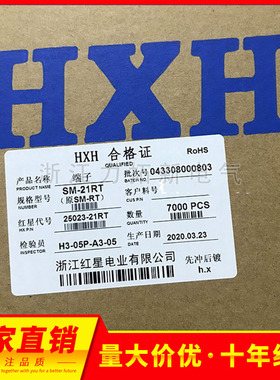 HXH
HXH 合格证
QUALIFIED
RoHS
产品名称
PRODUCT NAME
端子
批次号
BATCH NO
043308000803
规格型号
SM-21RT
(原SM-RT)
客户料号
CUS P/N
红星代号
HX P/N
25023-21RT
数量
QUANTITY
7000 PCS
检验员
INSPECTOR
H3-05P-A3-05
生产日期
DATE
2020.03.23
浙江红星电业有限公司
先冲后镀
h.x
家直销
量大价优·十年经